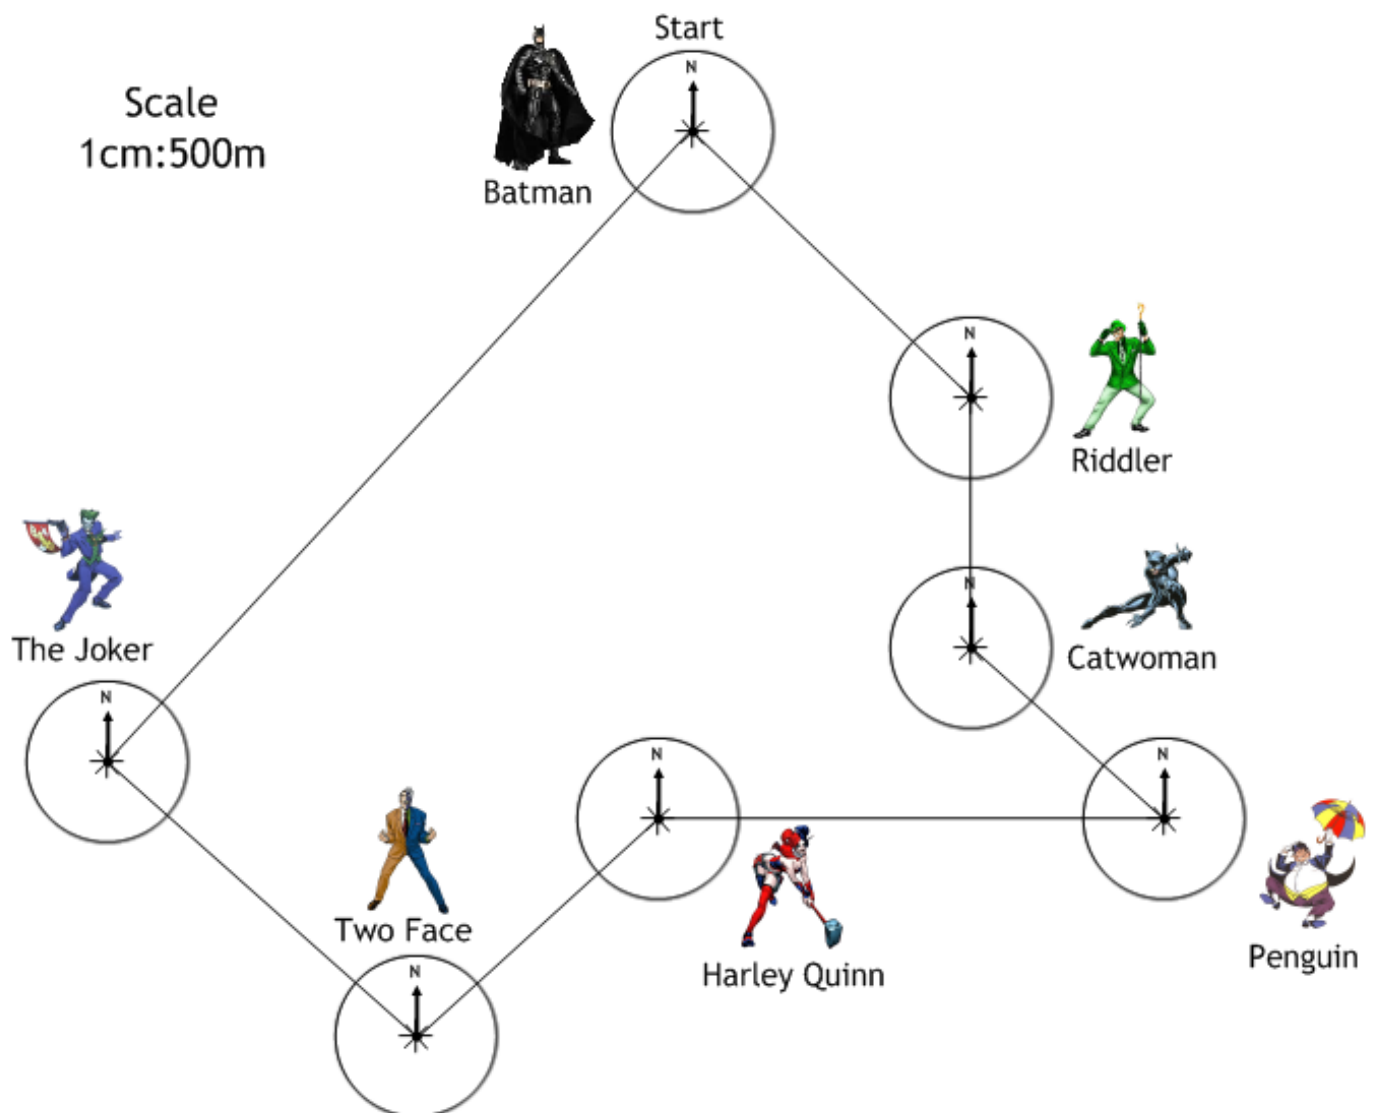 Start
N
Scale
1cm:500m
Batman
N
Riddler
N
Catwoman
The Joker
N
N
N
Two Face
Harley Quinn
Penguin
N